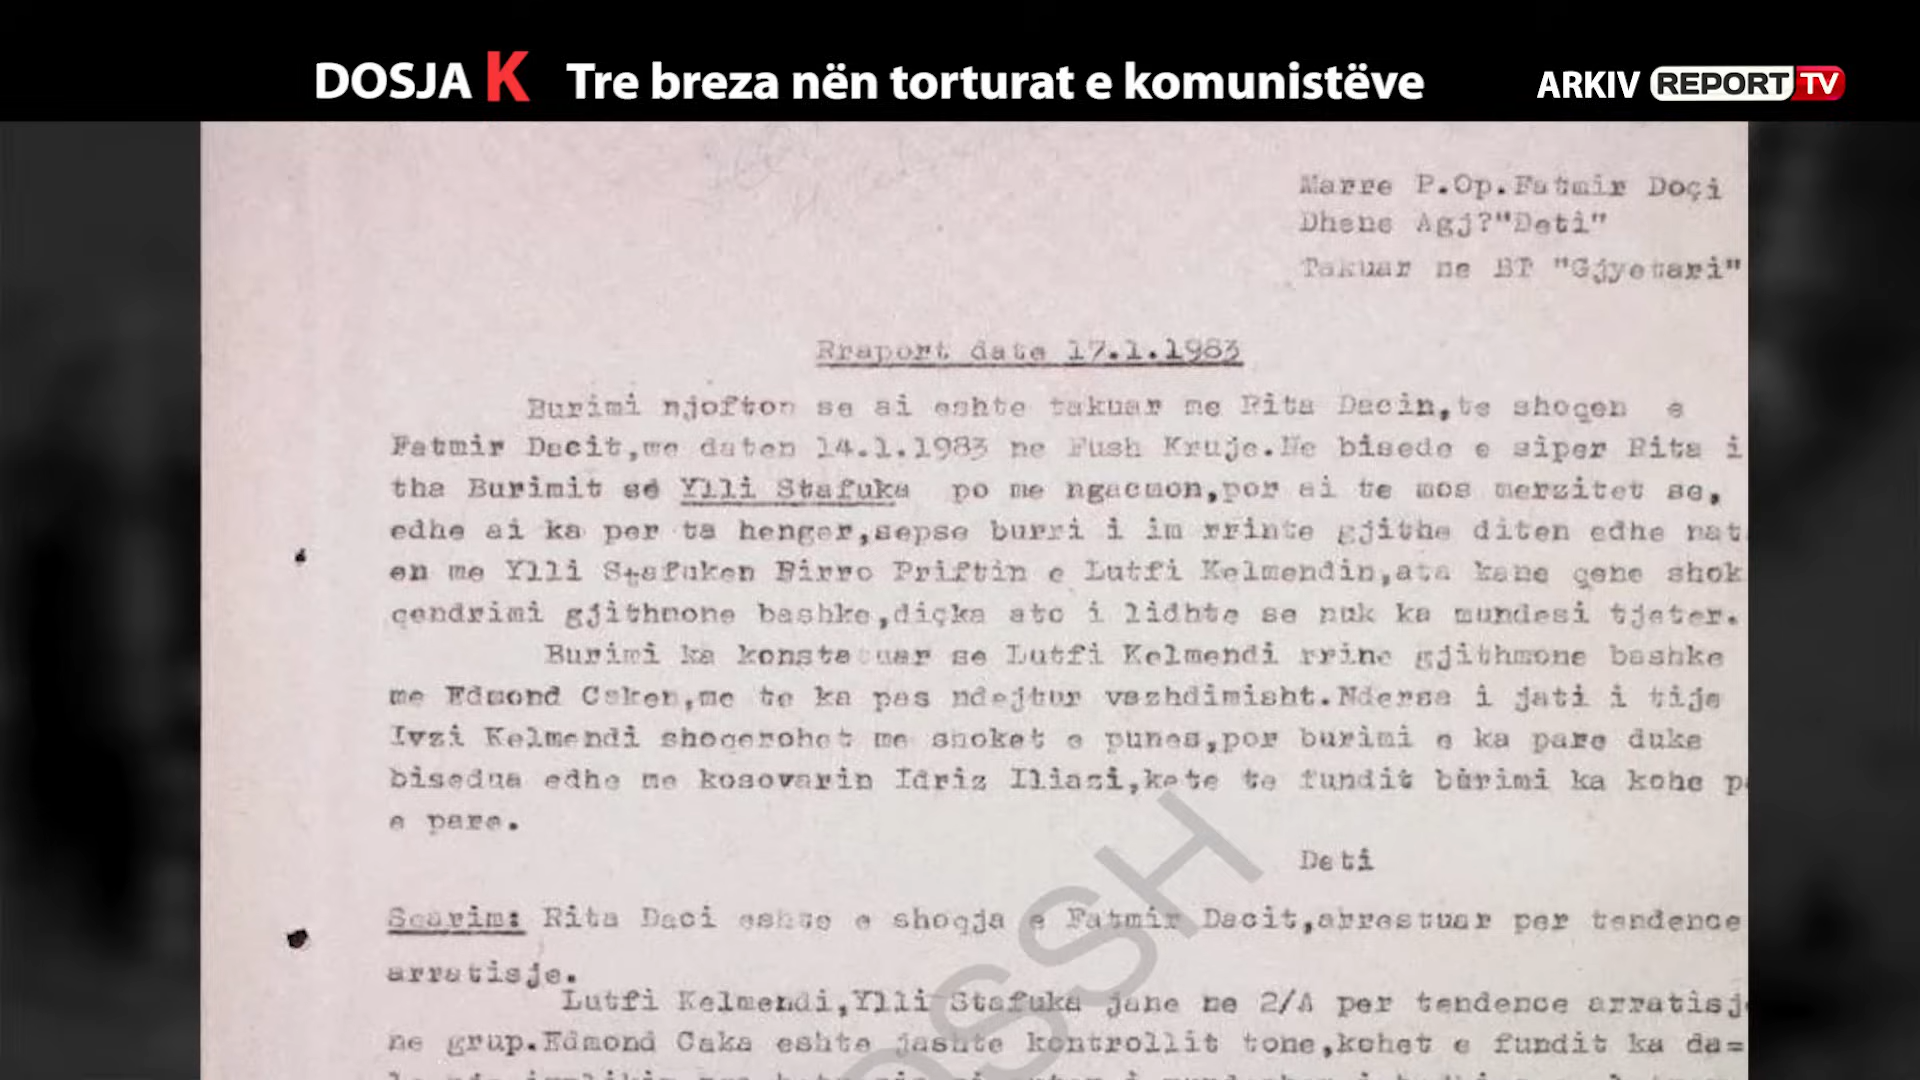 DOSJA K Tre breza nën torturat e komunistëve ARKIV REPORT TV
Marre P.Op.Fatmir Doçi
Dhene Agj?"Deti"
Takuar ne BT "Gjyetari"
Rraport date 17.1.1983
Burimi njofton se ai eshte takuar me Rita Dacin,te shoqen e
Fatmir Dacit,me daten 14.1.1983 ne Fush Kruje.Ne bisede e siper Rita i
tha Burimit se Ylli Stafuka po me ngacmon,por ai te mos merzitet se,
edhe ai ka per ta henger,sepse burri i im rrinte gjithe diten edhe nat
en me Ylli Stafuken Birro Priftin e Lutfi Kelmendin,ata kane qene shok
qendrimi gjithmone bashke,diçka ato i lidhte se nuk ka mundesi tjeter.
Burimi ka konstatuar se Lutfi Kelmendi rrine gjithmone bashke
me Edmond Caken,me te ka pas ndejtur vazhdimisht.Ndersa i jati i tije
Ivzi Kelmendi shoqerohet me shoket e punes,por burimi e ka pare duke
bisedua edhe me kosovarin Idriz Iliazi,kete te fundit burimi ka kohe p
e pare.
Deti
Sqarim: Rita Daci eshte e shoqja e Fatmir Dacit,arrestuar per tendence
arratisje.
Lutfi Kelmendi,Ylli Stafuka jane ne 2/A per tendence arratisj
ne grup.Edmond Caka eshte jashte kontrollit tone,kohet e fundit ka da=